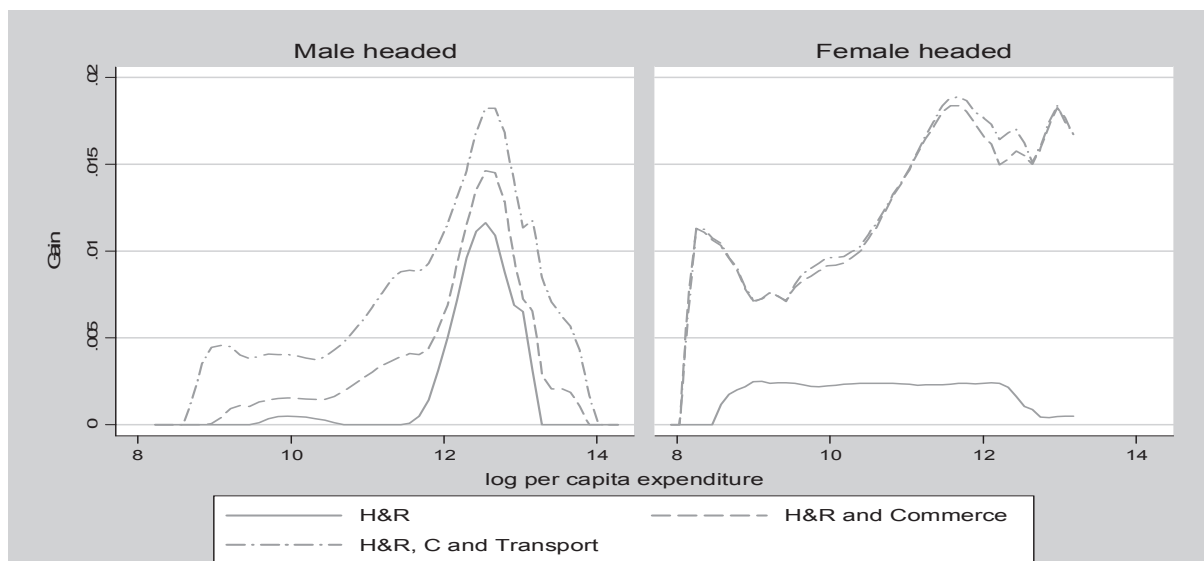 Male headed
Female headed
Gain
.02
.015
.01
.005
0
8
10
12
14
8
10
12
14
log per capita expenditure
H&R
H&R and Commerce
H&R, C and Transport